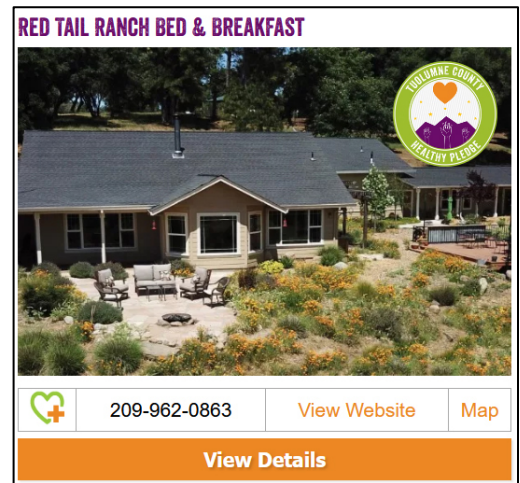 RED TAIL RANCH BED & BREAKFAST
TUOLUMNE COUNTY
HEALTHY PLEDGE
209-962-0863
View Website
Map
View Details